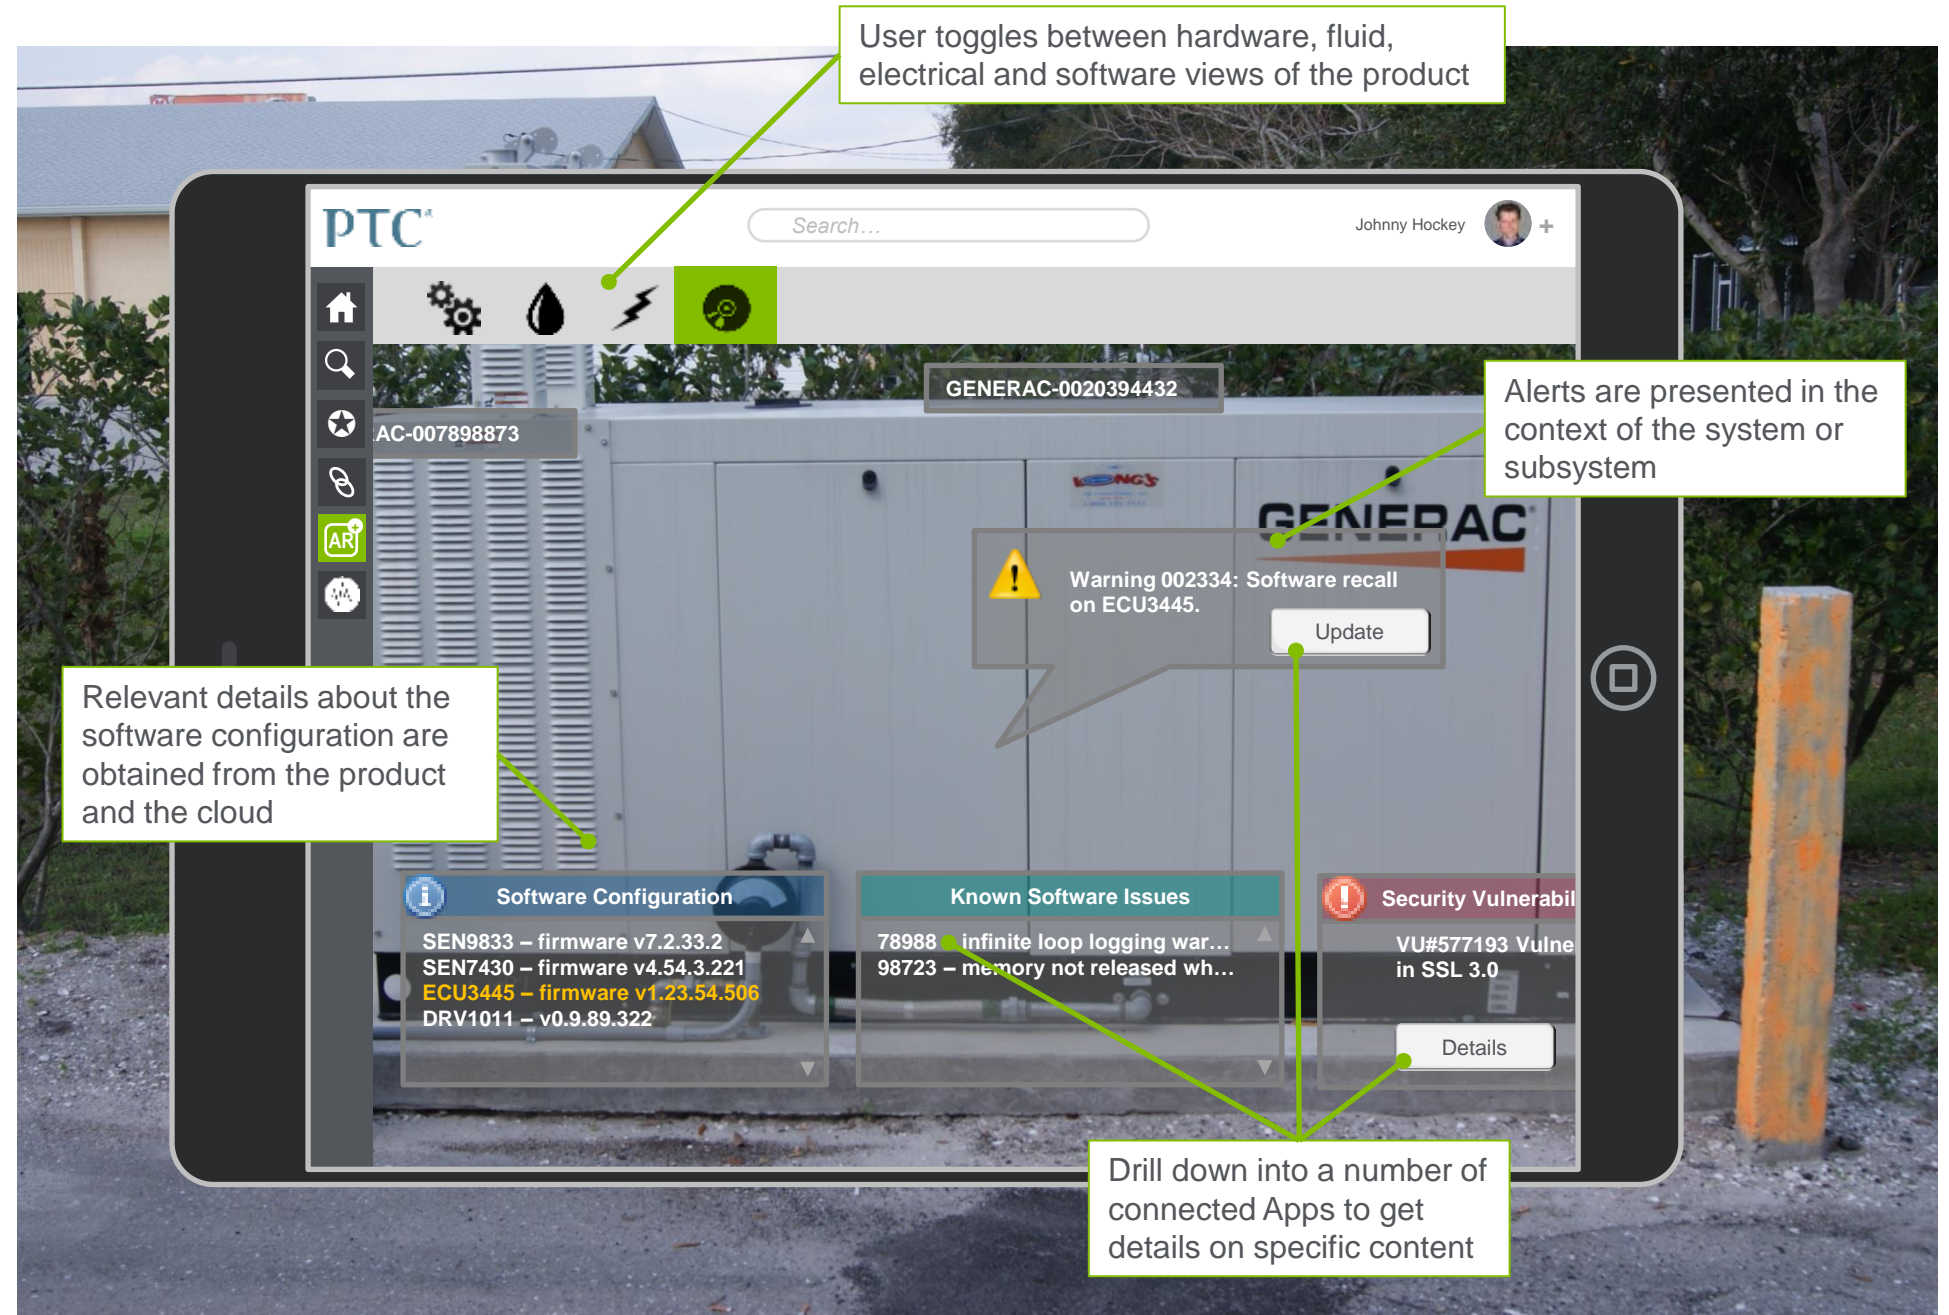 User toggles between hardware, fluid,
electrical and software views of the product
PTC
Search…
Johnny Hockey
+
GENERAC-0020394432
AC-007898873
Alerts are presented in the
context of the system or
subsystem
AR
GENERAC
Warning 002334: Software recall
on ECU3445.
Update
Relevant details about the
software configuration are
obtained from the product
and the cloud
Software Configuration
SEN9833 – firmware v7.2.33.2
SEN7430 – firmware v4.54.3.221
ECU3445 – firmware v1.23.54.506
DRV1011 – v0.9.89.322
Known Software Issues
78988 – infinite loop logging war…
98723 – memory not released wh…
Security Vulnerabil
VU#577193 Vulne
in SSL 3.0
Details
Drill down into a number of
connected Apps to get
details on specific content